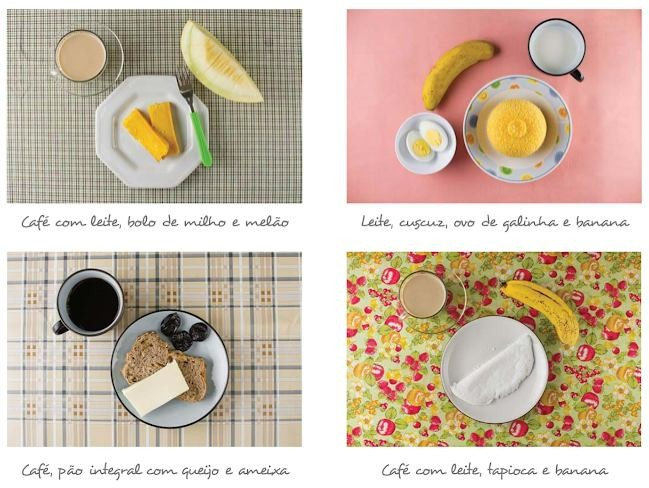 Café com leite, bolo de milho e melão
Leite, cuscuz, ovo de galinha e banana
Café, pão integral com queijo e ameixa
Café com leite, tapioca e banana